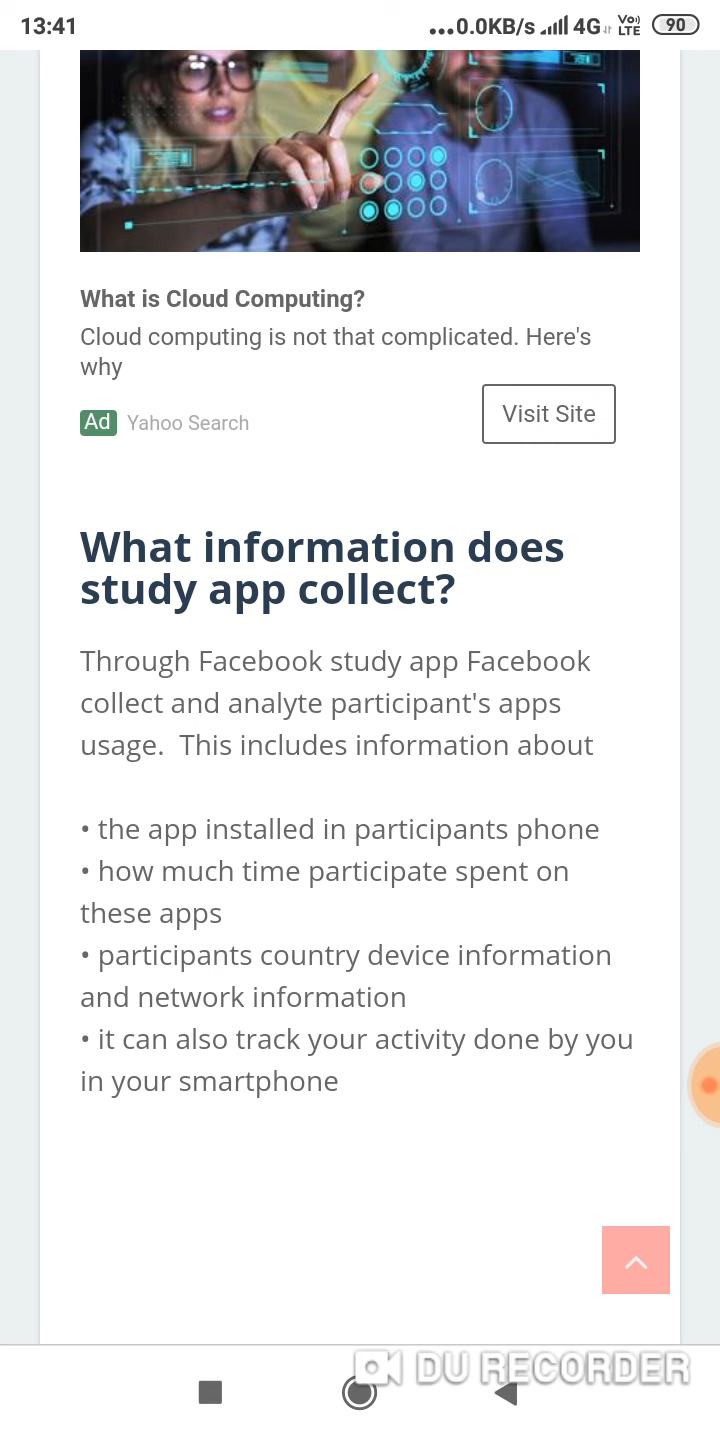 13:41
...0.0KB/s 4G Vo) LTE 90
What is Cloud Computing?
Cloud computing is not that complicated. Here's
why
Ad Yahoo Search
Visit Site
What information does
study app collect?
Through Facebook study app Facebook
collect and analyte participant's apps
usage.  This includes information about
• the app installed in participants phone
• how much time participate spent on
these apps
• participants country device information
and network information
• it can also track your activity done by you
in your smartphone
DU RECORDER